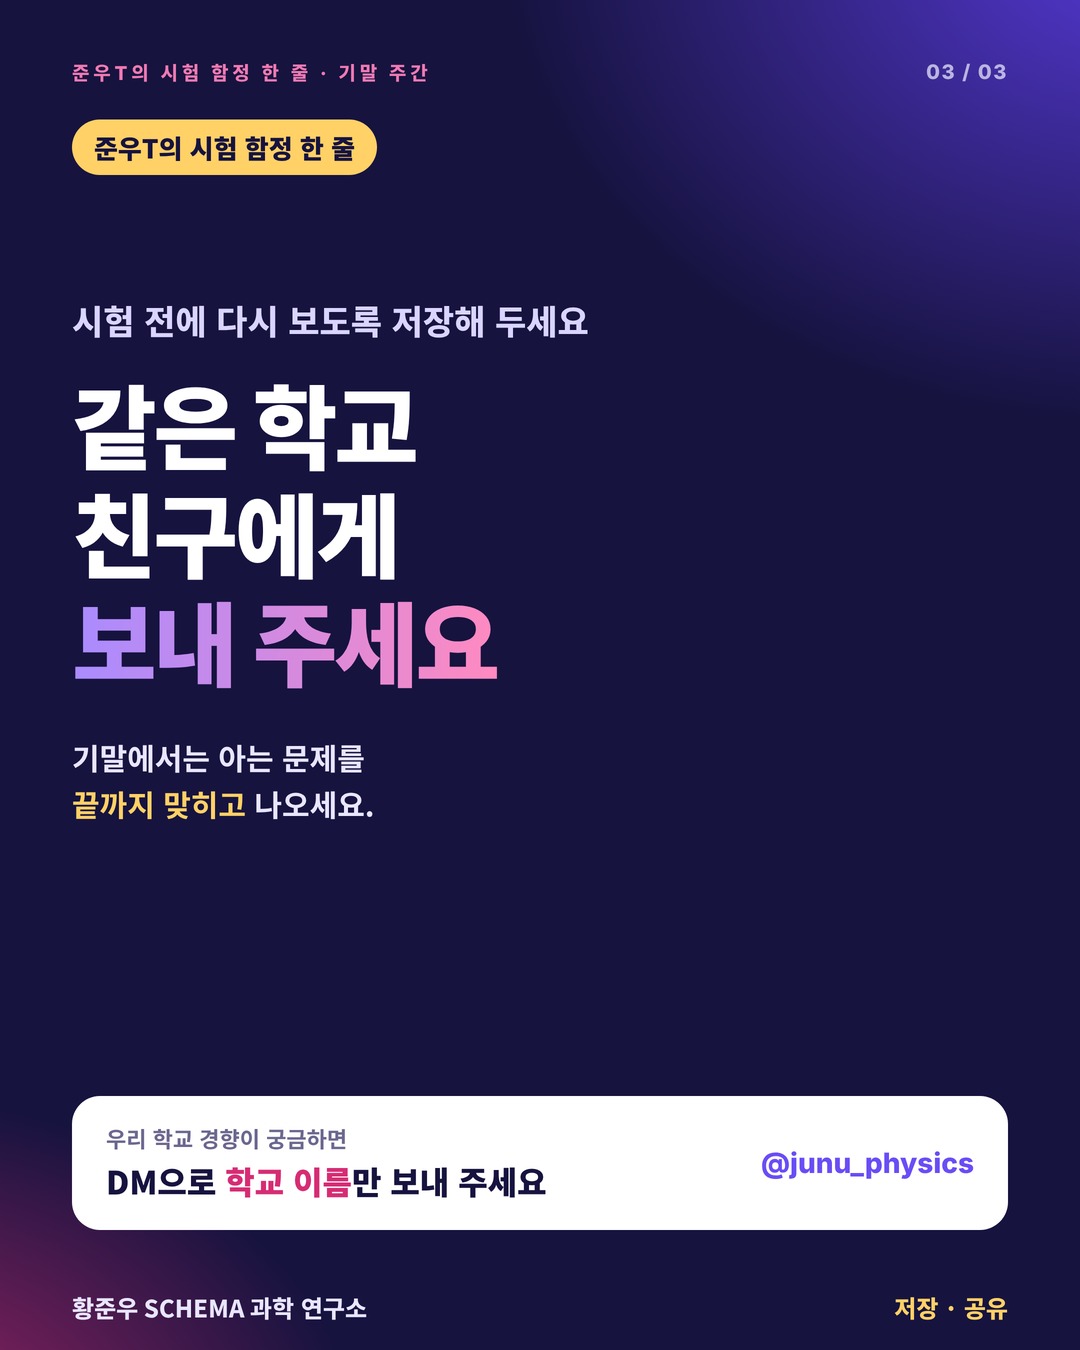 준우T의 시험 함정 한 줄 · 기말 주간
03 / 03
준우T의 시험 함정 한 줄
시험 전에 다시 보도록 저장해 두세요
같은 학교
친구에게
보내 주세요
기말에서는 아는 문제를
끝까지 맞히고 나오세요.
우리 학교 경향이 궁금하면
DM으로 학교 이름만 보내 주세요
@junu_physics
황준우 SCHEMA 과학 연구소
저장 · 공유